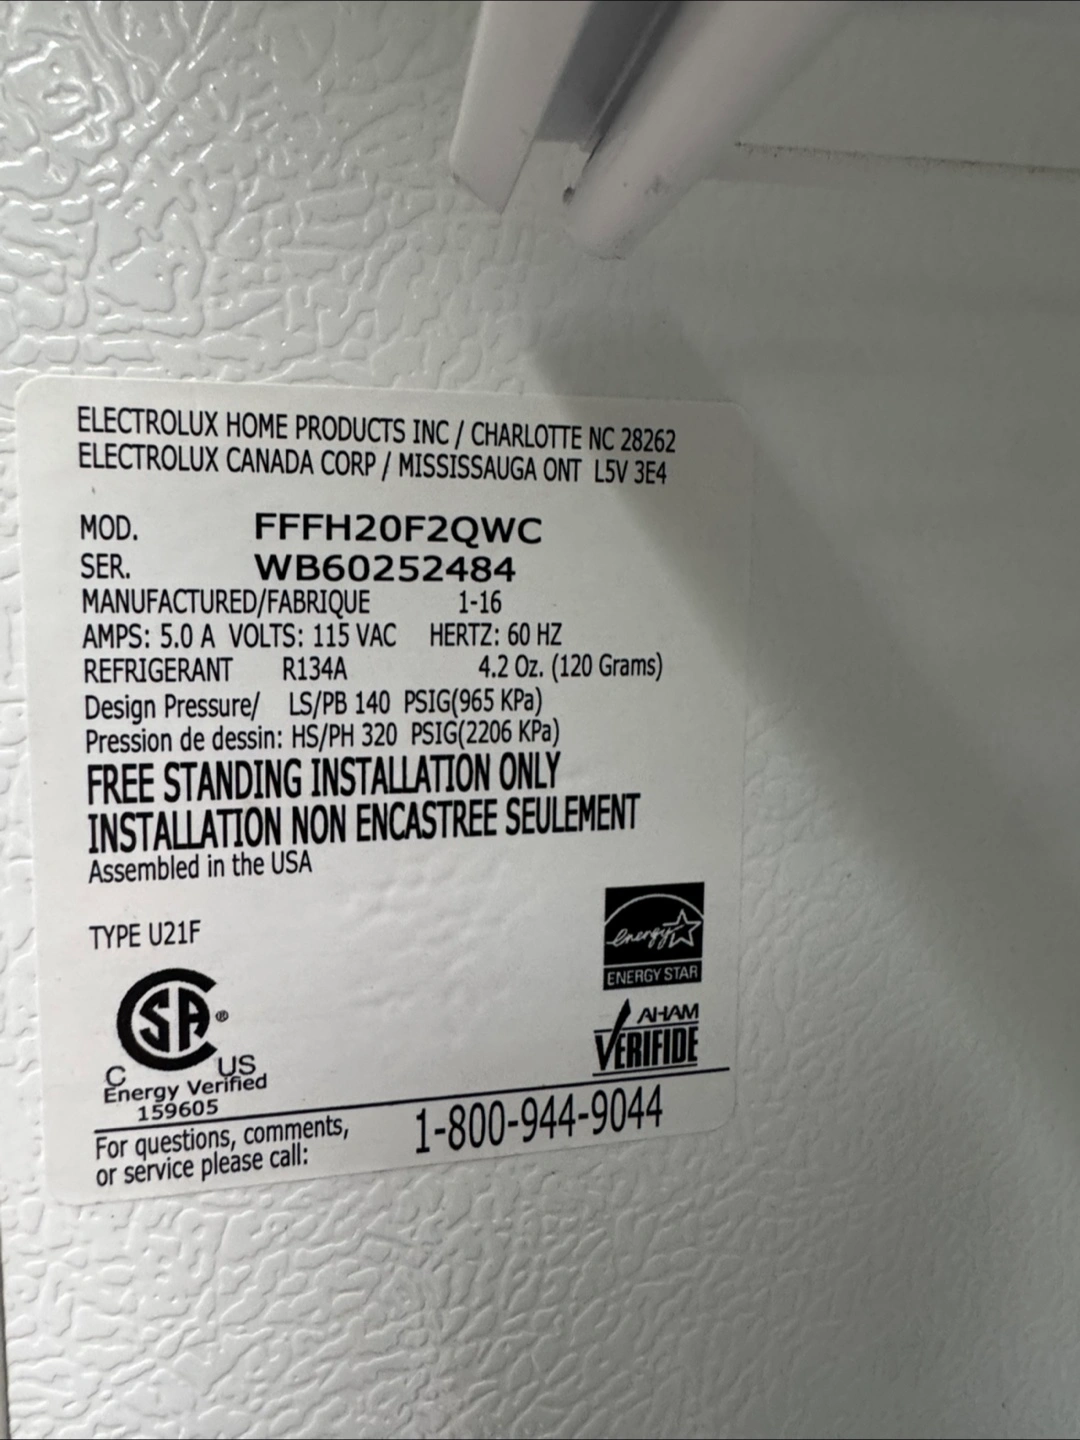 ELECTROLUX HOME PRODUCTS INC / CHARLOTTE NC 28262
ELECTROLUX CANADA CORP / MISSISSAUGA ONT L5V 3E4
MOD. FFFH20F2QWC
SER. WB60252484
MANUFACTURED/FABRIQUE 1-16
AMPS: 5.0 A VOLTS: 115 VAC HERTZ: 60 HZ
REFRIGERANT R134A 4.2 Oz. (120 Grams)
Design Pressure/ LS/PB 140 PSIG(965 KPa)
Pression de dessin: HS/PH 320 PSIG(2206 KPa)
FREE STANDING INSTALLATION ONLY
INSTALLATION NON ENCASTREE SEULEMENT
Assembled in the USA
TYPE U21F
energy
ENERGY STAR
CSA®
C US
Energy Verified
159605
AHAM
VERIFIDE
For questions, comments,
or service please call:
1-800-944-9044